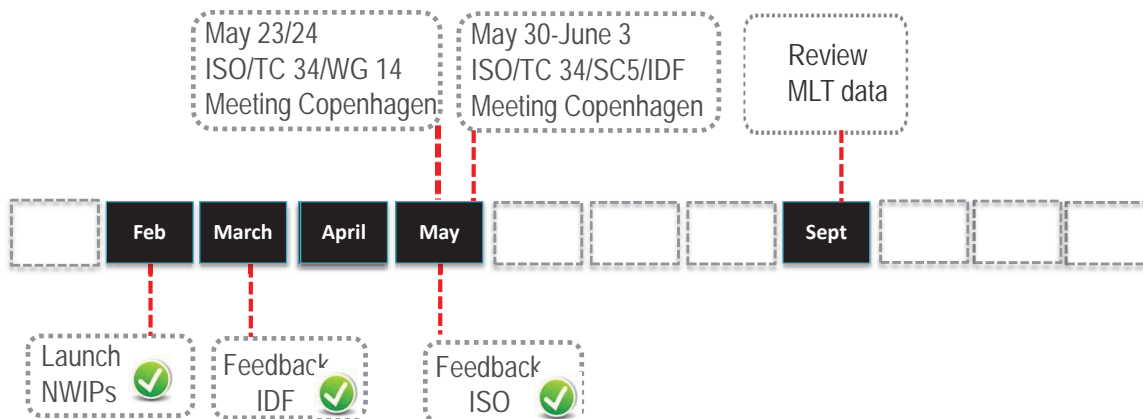 May 23/24
ISO/TC 34/WG 14
Meeting Copenhagen
May 30-June 3
ISO/TC 34/SC5/IDF
Meeting Copenhagen
Review
MLT data
Feb
March
April
May
Sept
Launch
NWIPs
Feedback
IDF
Feedback
ISO